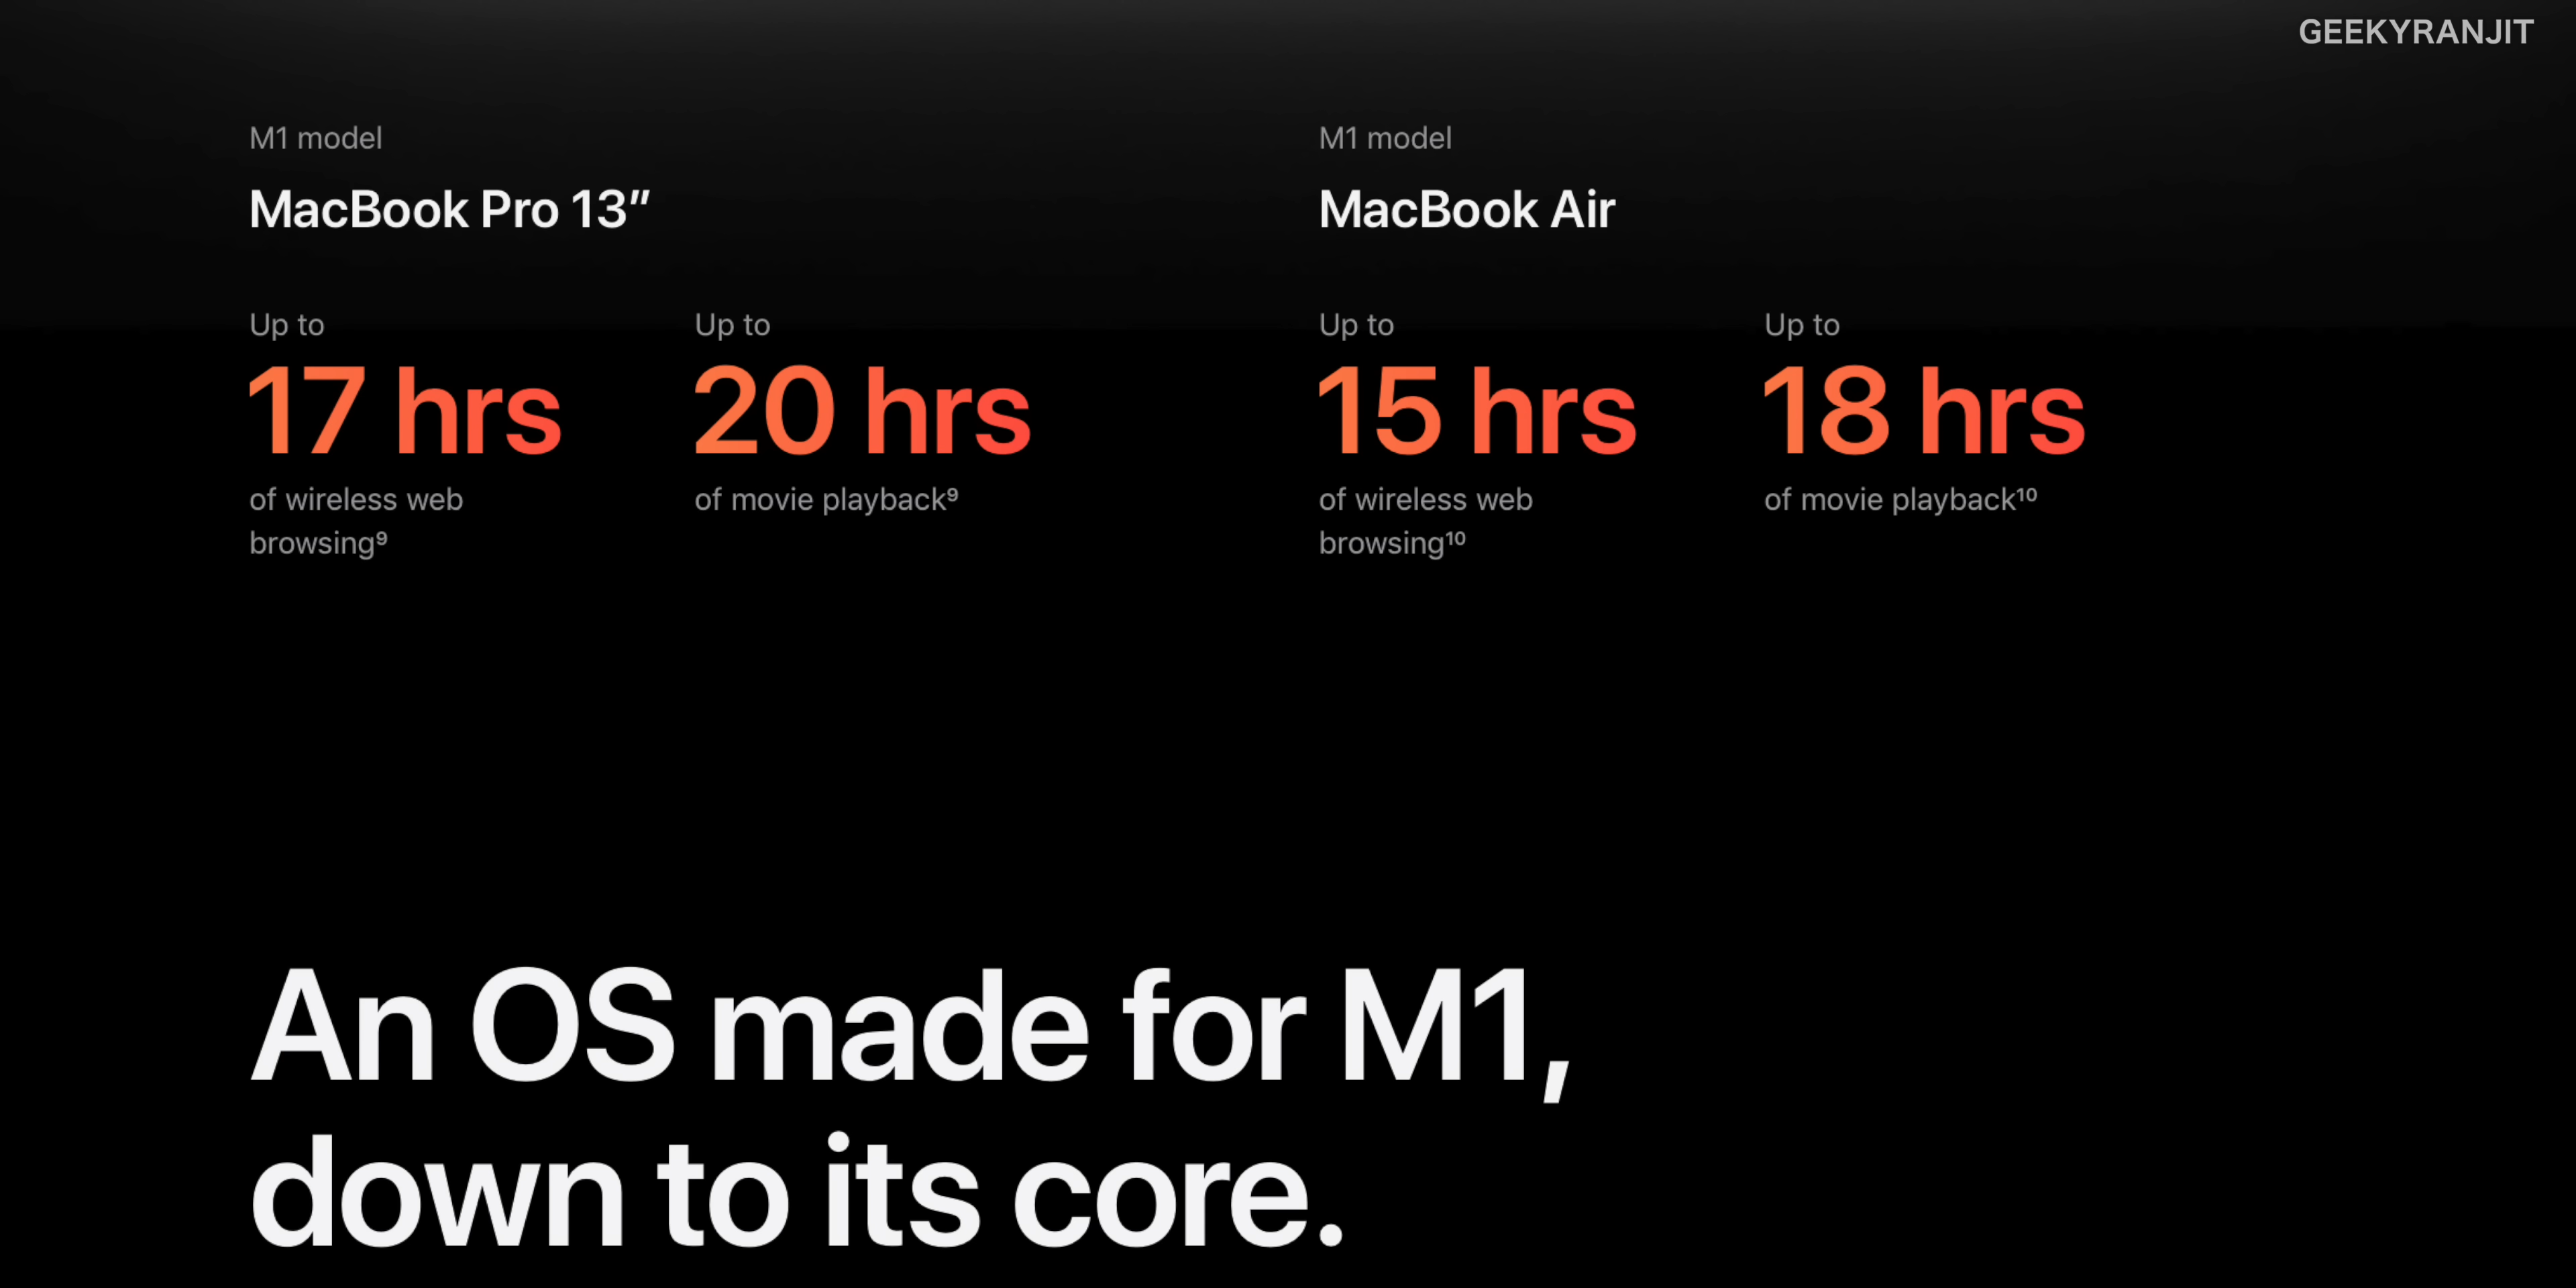 GEEKYRANJIT
M1 model
MacBook Pro 13″
Up to
17 hrs
of wireless web
browsing⁹
Up to
20 hrs
of movie playback⁹
M1 model
MacBook Air
Up to
15 hrs
of wireless web
browsing¹⁰
Up to
18 hrs
of movie playback¹⁰
An OS made for M1,
down to its core.